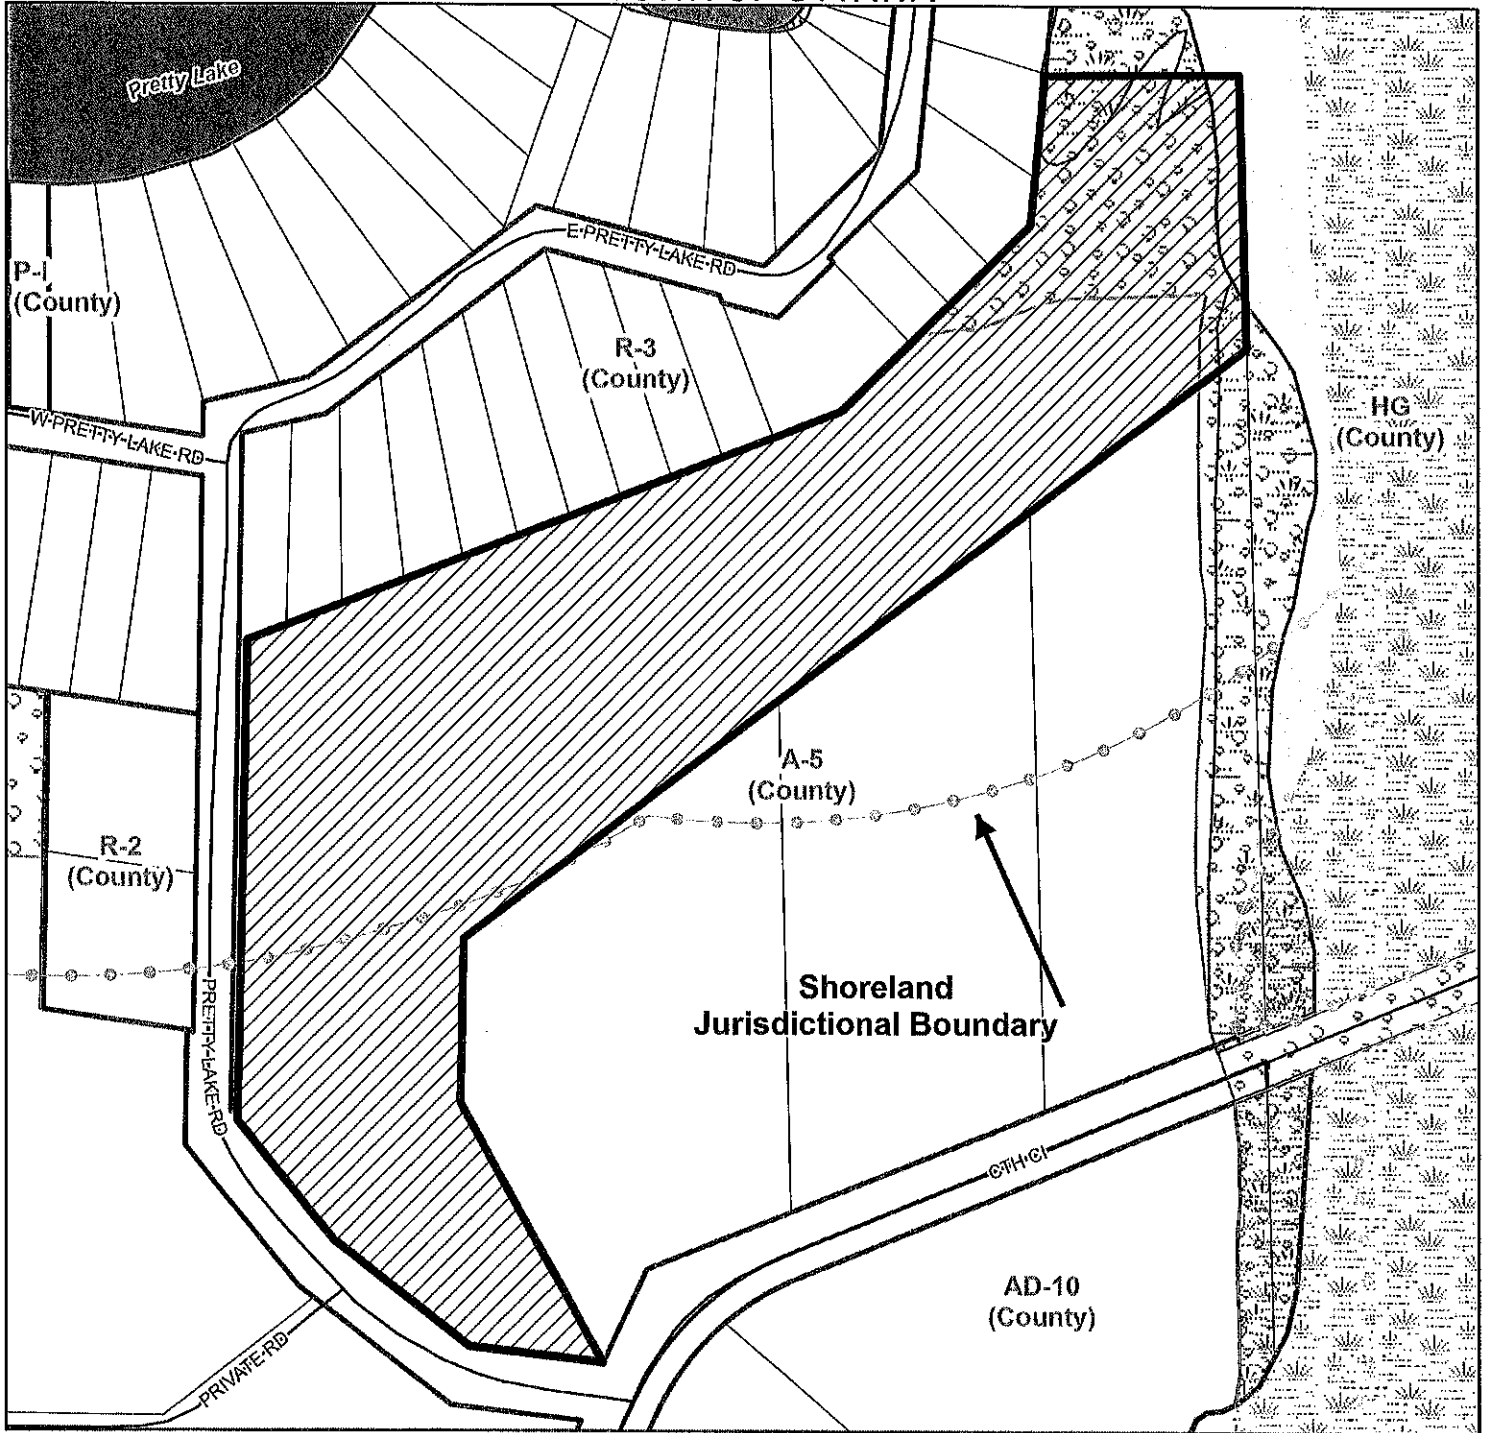 Pretty Lake
E-PRETTY-LAKE-RD
P-I
(County)
R-3
(County)
HG
(County)
W-PRETTY-LAKE-RD
A-5
(County)
R-2
(County)
Shoreland
Jurisdictional Boundary
PRETTY-LAKE-RD
CTH-CI
AD-10
(County)
PRIVATE-RD